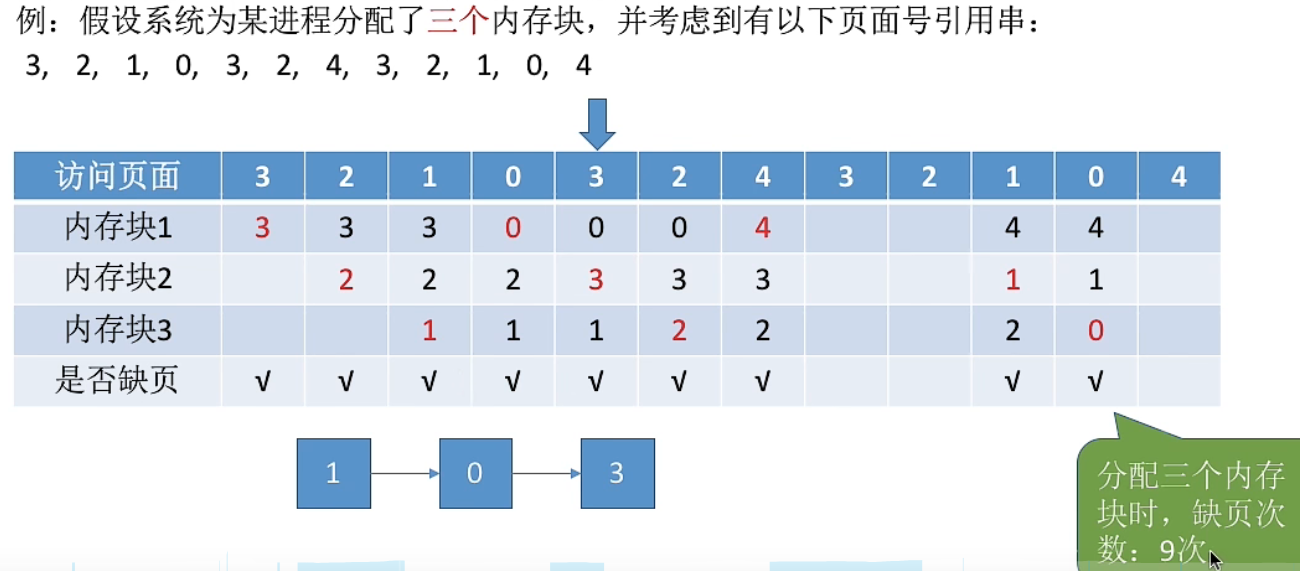 例：假设系统为某进程分配了三个内存块，并考虑到有以下页面号引用串：
3, 2, 1, 0, 3, 2, 4, 3, 2, 1, 0, 4
访问页面 3 2 1 0 3 2 4 3 2 1 0 4
内存块1 3 3 3 0 0 0 4 4 4
内存块2 2 2 2 3 3 3 1 1
内存块3 1 1 1 2 2 2 0
是否缺页 √ √ √ √ √ √ √ √ √
1 0 3
分配三个内存
块时，缺页次
数：9次